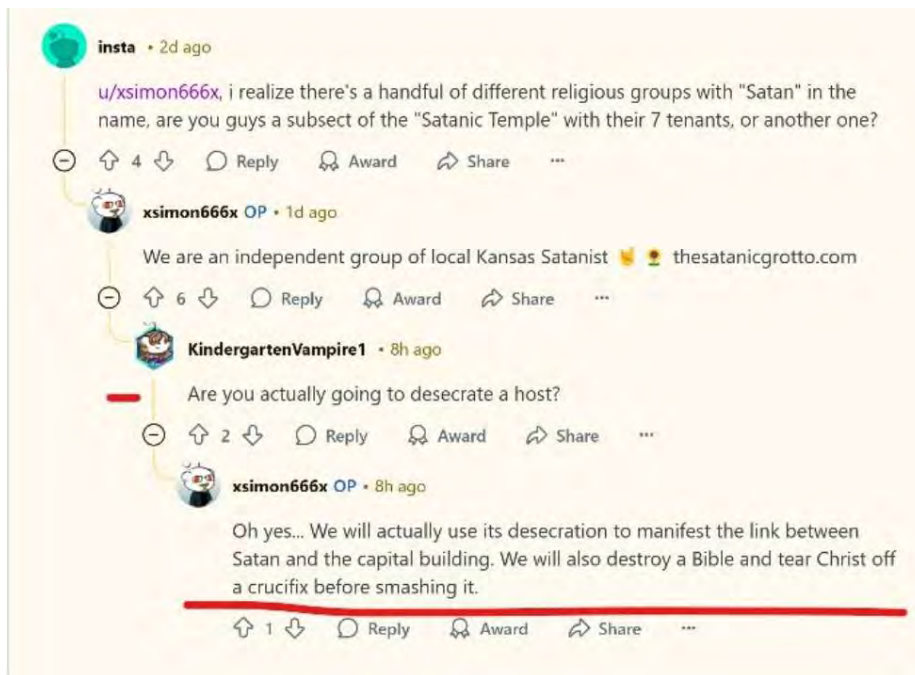 insta • 2d ago
u/xsimon666x, i realize there's a handful of different religious groups with "Satan" in the
name, are you guys a subsect of the "Satanic Temple" with their 7 tenants, or another one?
4 Reply Award Share ...
xsimon666x OP • 1d ago
We are an independent group of local Kansas Satanist 🤘 🌻 thesatanicgrotto.com
6 Reply Award Share ...
KindergartenVampire1 • 8h ago
Are you actually going to desecrate a host?
2 Reply Award Share ...
xsimon666x OP • 8h ago
Oh yes... We will actually use its desecration to manifest the link between
Satan and the capital building. We will also destroy a Bible and tear Christ off
a crucifix before smashing it.
1 Reply Award Share ...